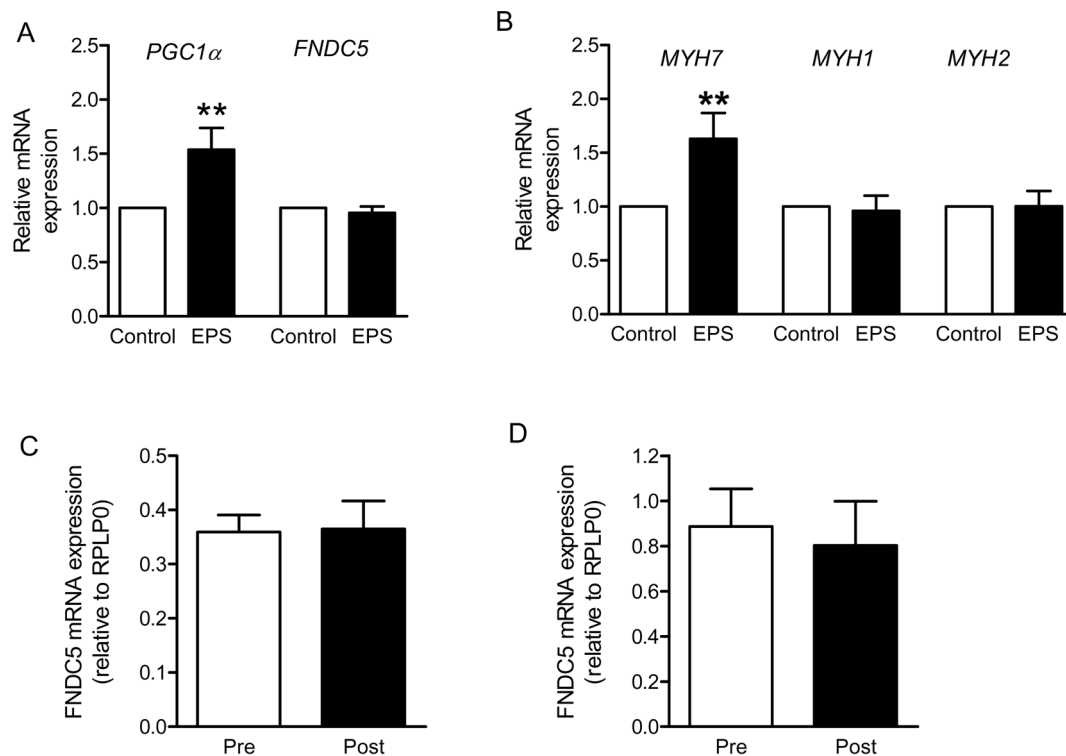 A
PGC1α FNDC5
Relative mRNA
expression
2.5
2.0
1.5
1.0
0.5
0.0
**
Control EPS Control EPS
B
MYH7 MYH1 MYH2
Relative mRNA
expression
2.5
2.0
1.5
1.0
0.5
0.0
**
Control EPS Control EPS Control EPS
C
FNDC5 mRNA expression
(relative to RPLP0)
0.5
0.4
0.3
0.2
0.1
0.0
Pre Post
D
FNDC5 mRNA expression
(relative to RPLP0)
1.2
1.0
0.8
0.6
0.4
0.2
0.0
Pre Post